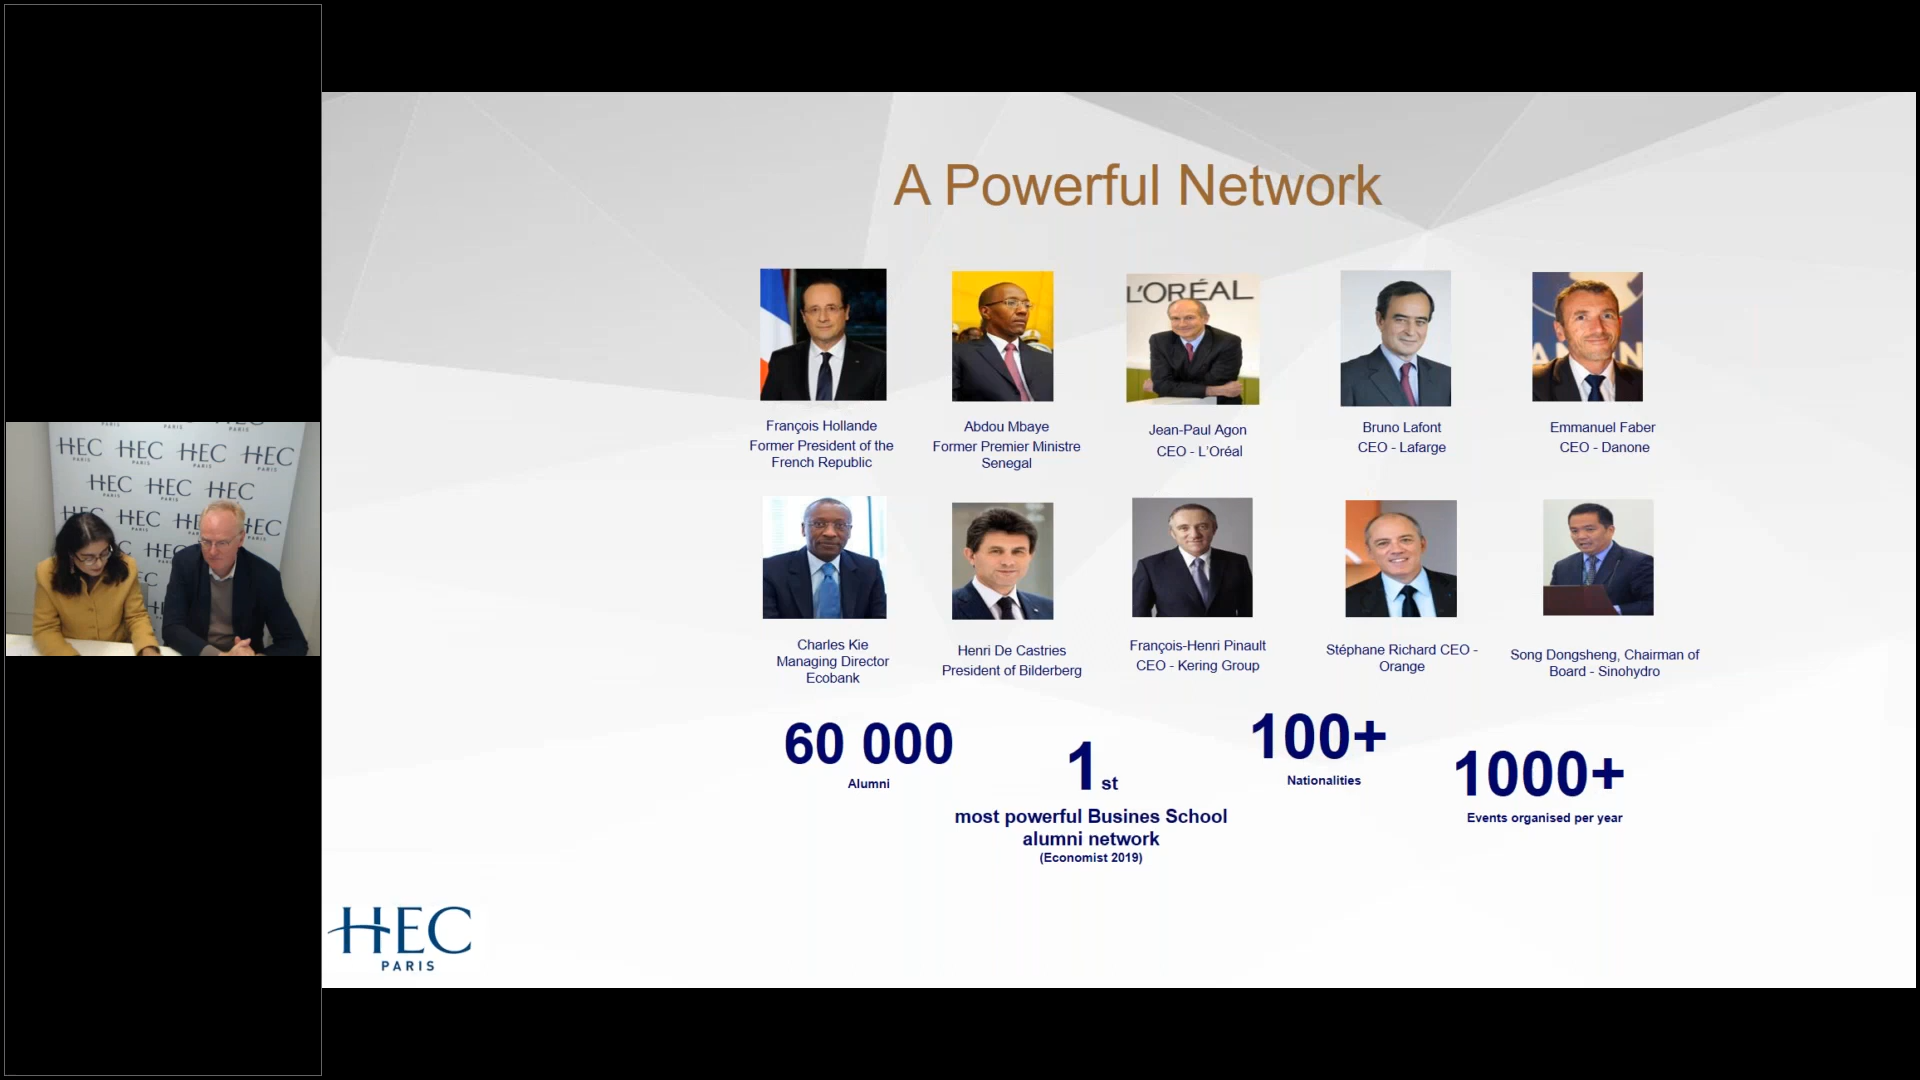 A Powerful Network
L'ORÉAL
François Hollande
Former President of the
French Republic
Abdou Mbaye
Former Premier Ministre
Senegal
Jean-Paul Agon
CEO - L'Oréal
Bruno Lafont
CEO - Lafarge
Emmanuel Faber
CEO - Danone
Charles Kie
Managing Director
Ecobank
Henri De Castries
President of Bilderberg
François-Henri Pinault
CEO - Kering Group
Stéphane Richard CEO -
Orange
Song Dongsheng, Chairman of
Board - Sinohydro
60 000
Alumni
1st
most powerful Busines School
alumni network
(Economist 2019)
100+
Nationalities
1000+
Events organised per year
HEC
PARIS
HEC HEC HEC HEC
HEC HEC HEC
HEC HEC HEC